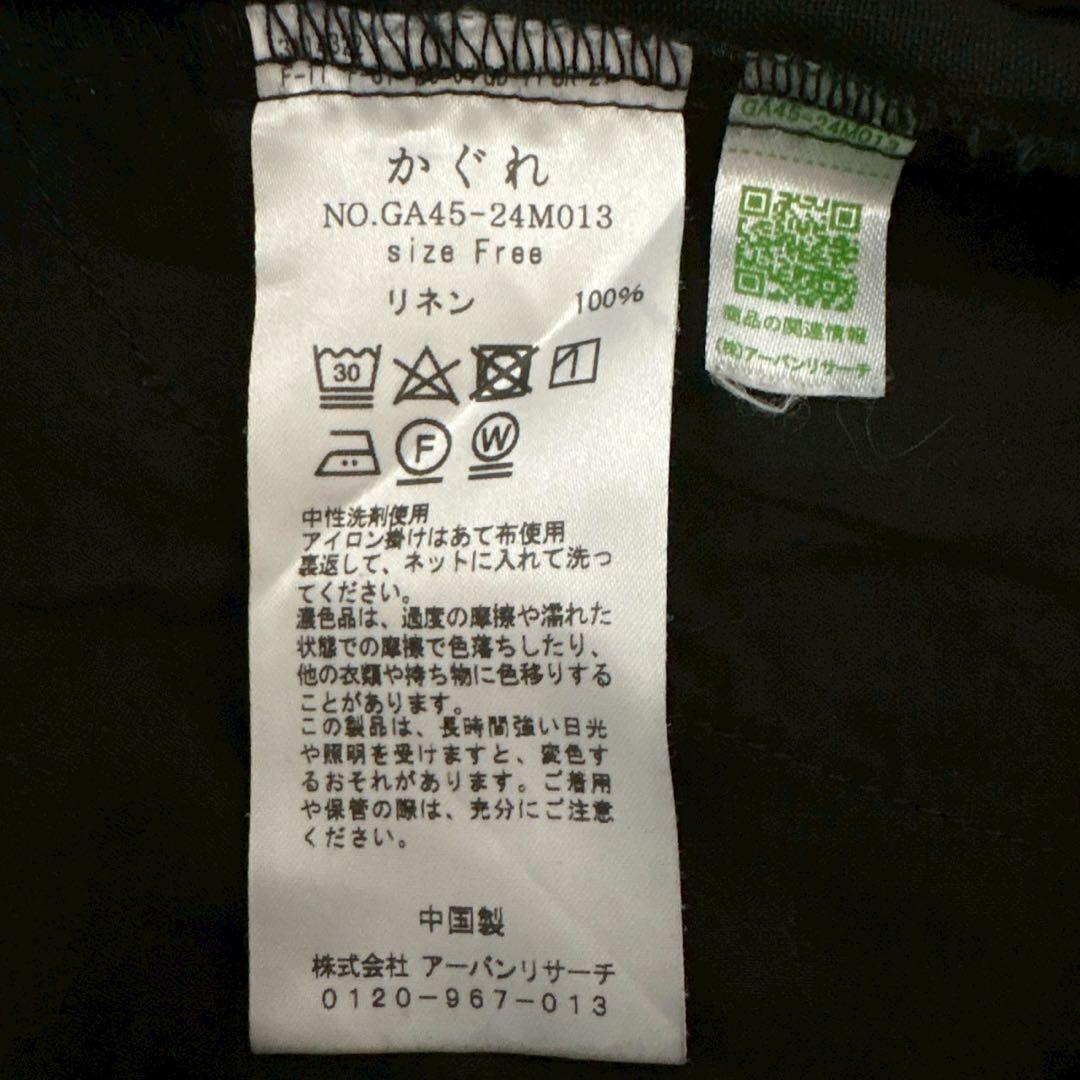 かぐれ
NO.GA45-24M013
size Free
リネン 100%
30
F
W
中性洗剤使用
アイロン掛けはあて布使用
裏返して、ネットに入れて洗っ
てください。
濃色品は、過度の摩擦や濡れた
状態での摩擦で色落ちしたり、
他の衣類や持ち物に色移りする
ことがあります。
この製品は、長時間強い日光
や照明を受けますと、変色す
るおそれがあります。ご着用
や保管の際は、充分にご注意
ください。
中国製
株式会社 アーバンリサーチ
0120-967-013
GA45-24M013
商品の関連情報
(株)アーバンリサーチ